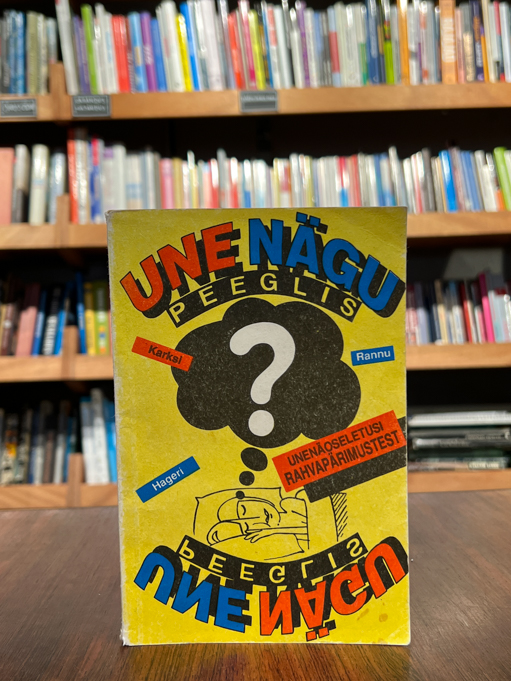 UNE NÄGU
PEEGLIS
?
Karksi
Rannu
UNENÄOSELETUSI
RAHVAPÄRIMUSTEST
Hageri
PEEGLIS
UNE NÄGU